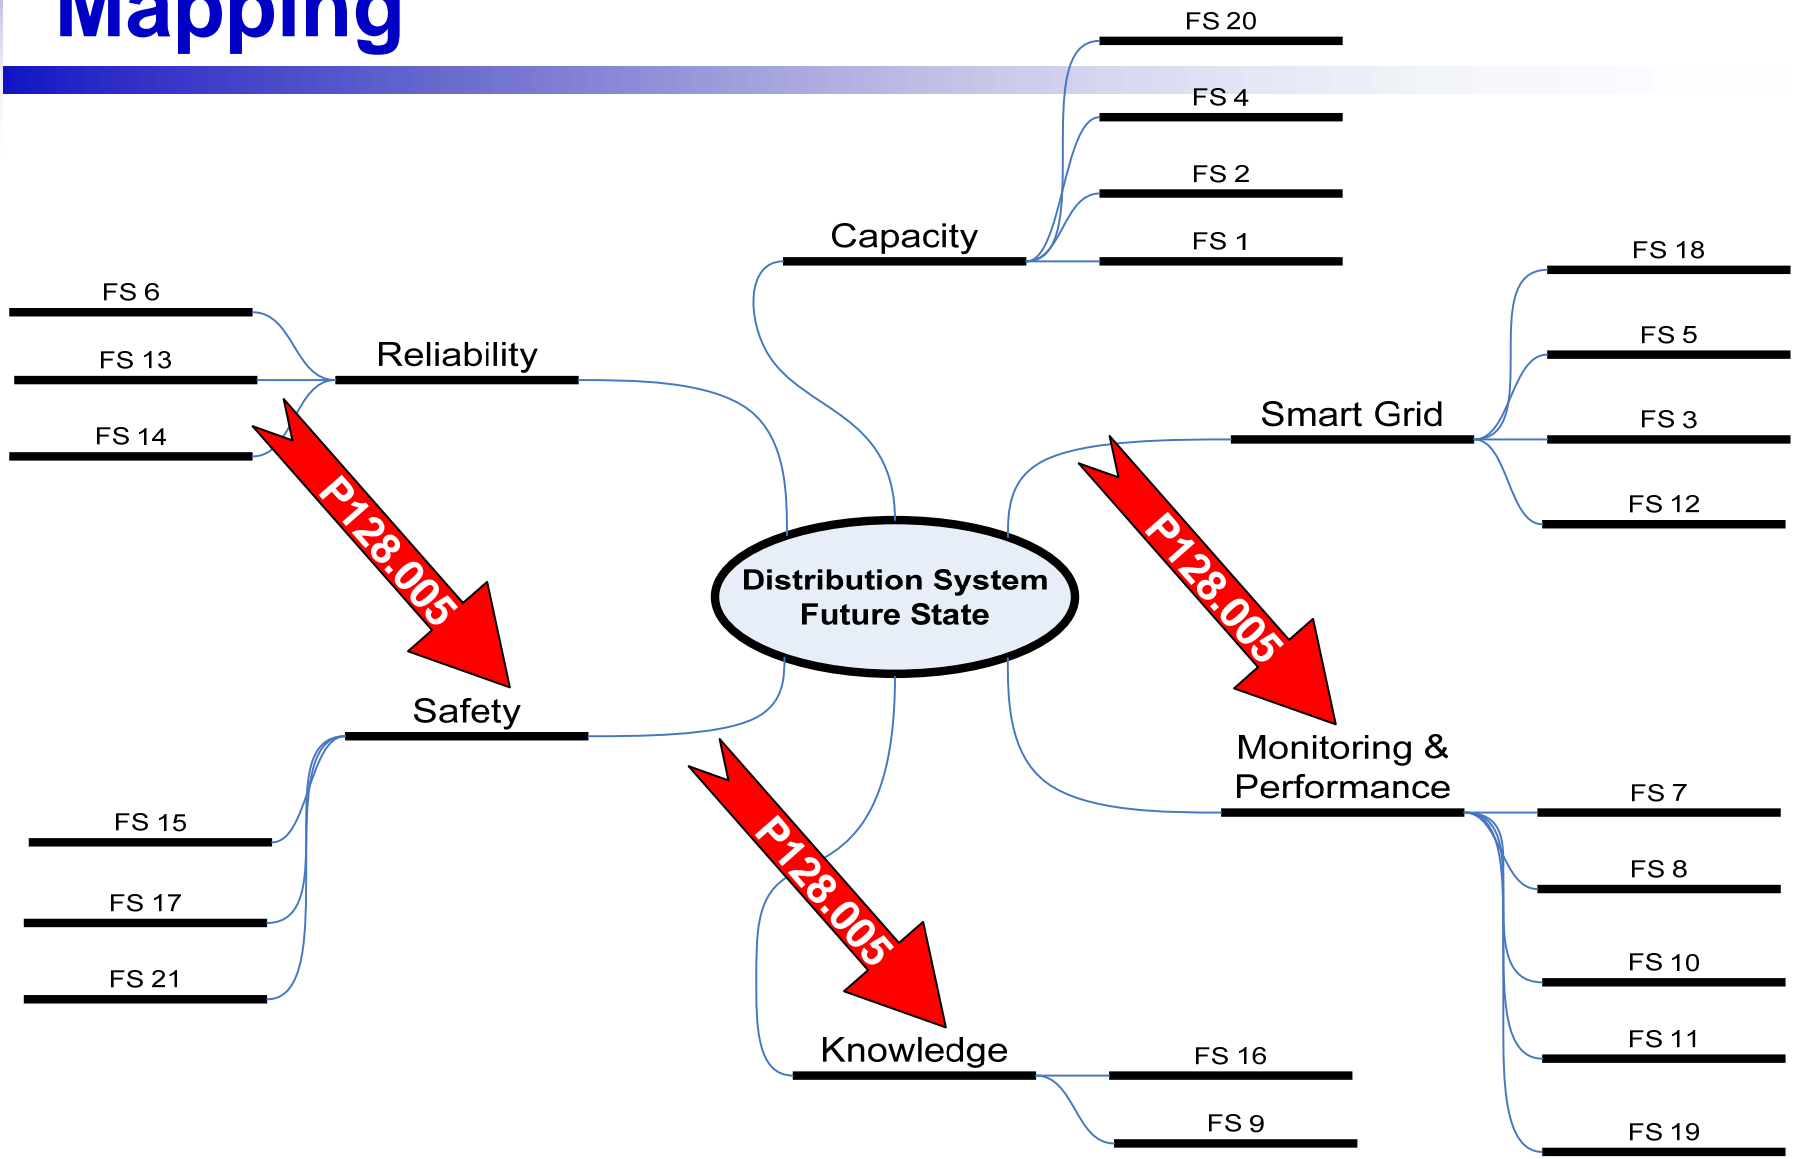 Mapping
FS 20
FS 4
FS 2
Capacity
FS 1
FS 18
FS 5
Smart Grid
FS 3
FS 12
FS 6
Reliability
FS 13
FS 14
P128.005
P128.005
Distribution System
Future State
Safety
FS 15
FS 17
FS 21
P128.005
Monitoring &
Performance
FS 7
FS 8
FS 10
FS 11
FS 19
Knowledge
FS 16
FS 9